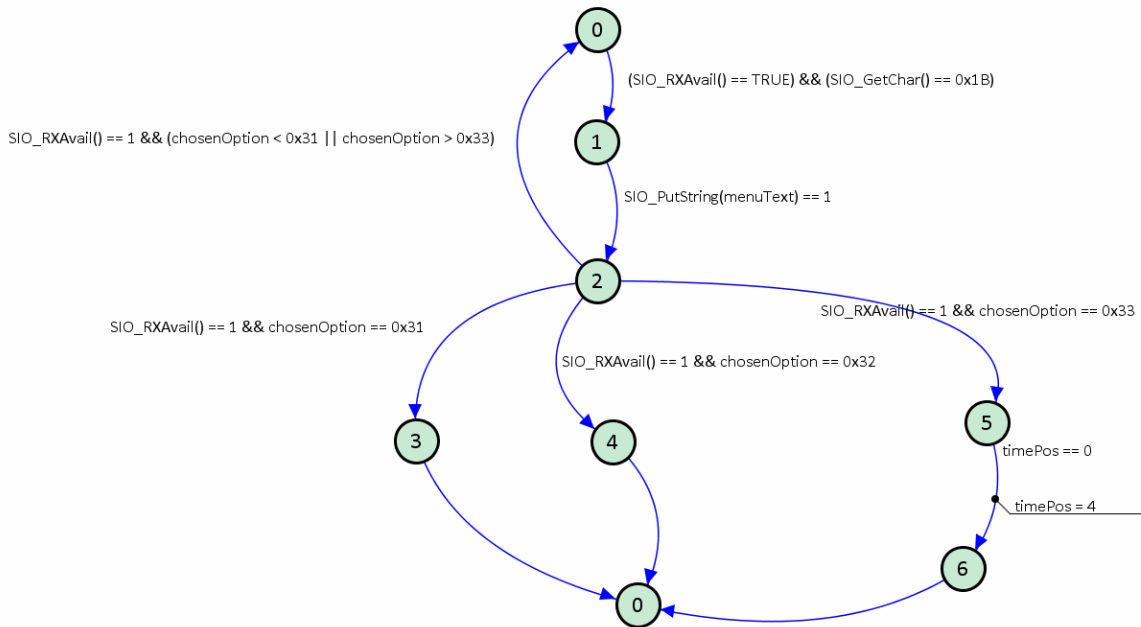 0
(SIO_RXAvail() == TRUE) && (SIO_GetChar() == 0x1B)
SIO_RXAvail() == 1 && (chosenOption < 0x31 || chosenOption > 0x33)
1
SIO_PutString(menuText) == 1
2
SIO_RXAvail() == 1 && chosenOption == 0x31
SIO_RXAvail() == 1 && chosenOption == 0x33
SIO_RXAvail() == 1 && chosenOption == 0x32
3
4
5
timePos == 0
timePos = 4
6
0